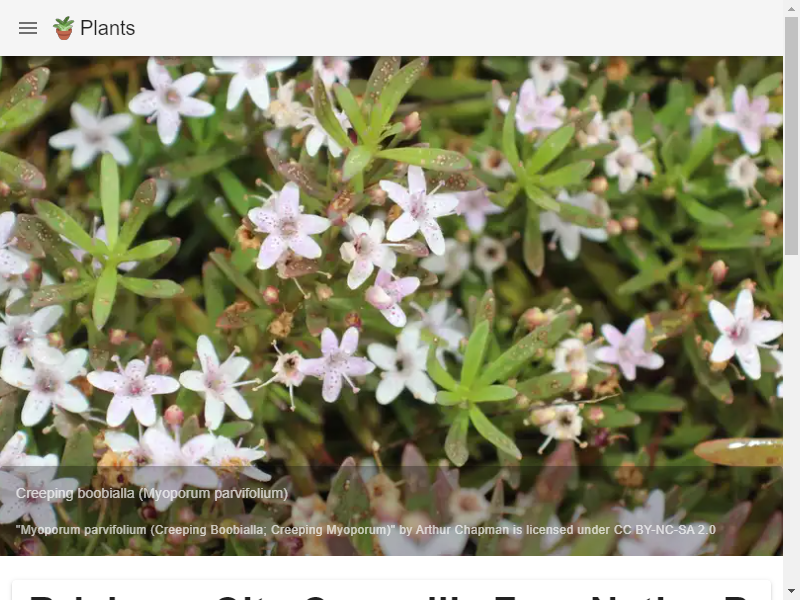 Plants
Creeping boobialla (Myoporum parvifolium)
"Myoporum parvifolium (Creeping Boobialla; Creeping Myoporum)" by Arthur Chapman is licensed under CC BY-NC-SA 2.0